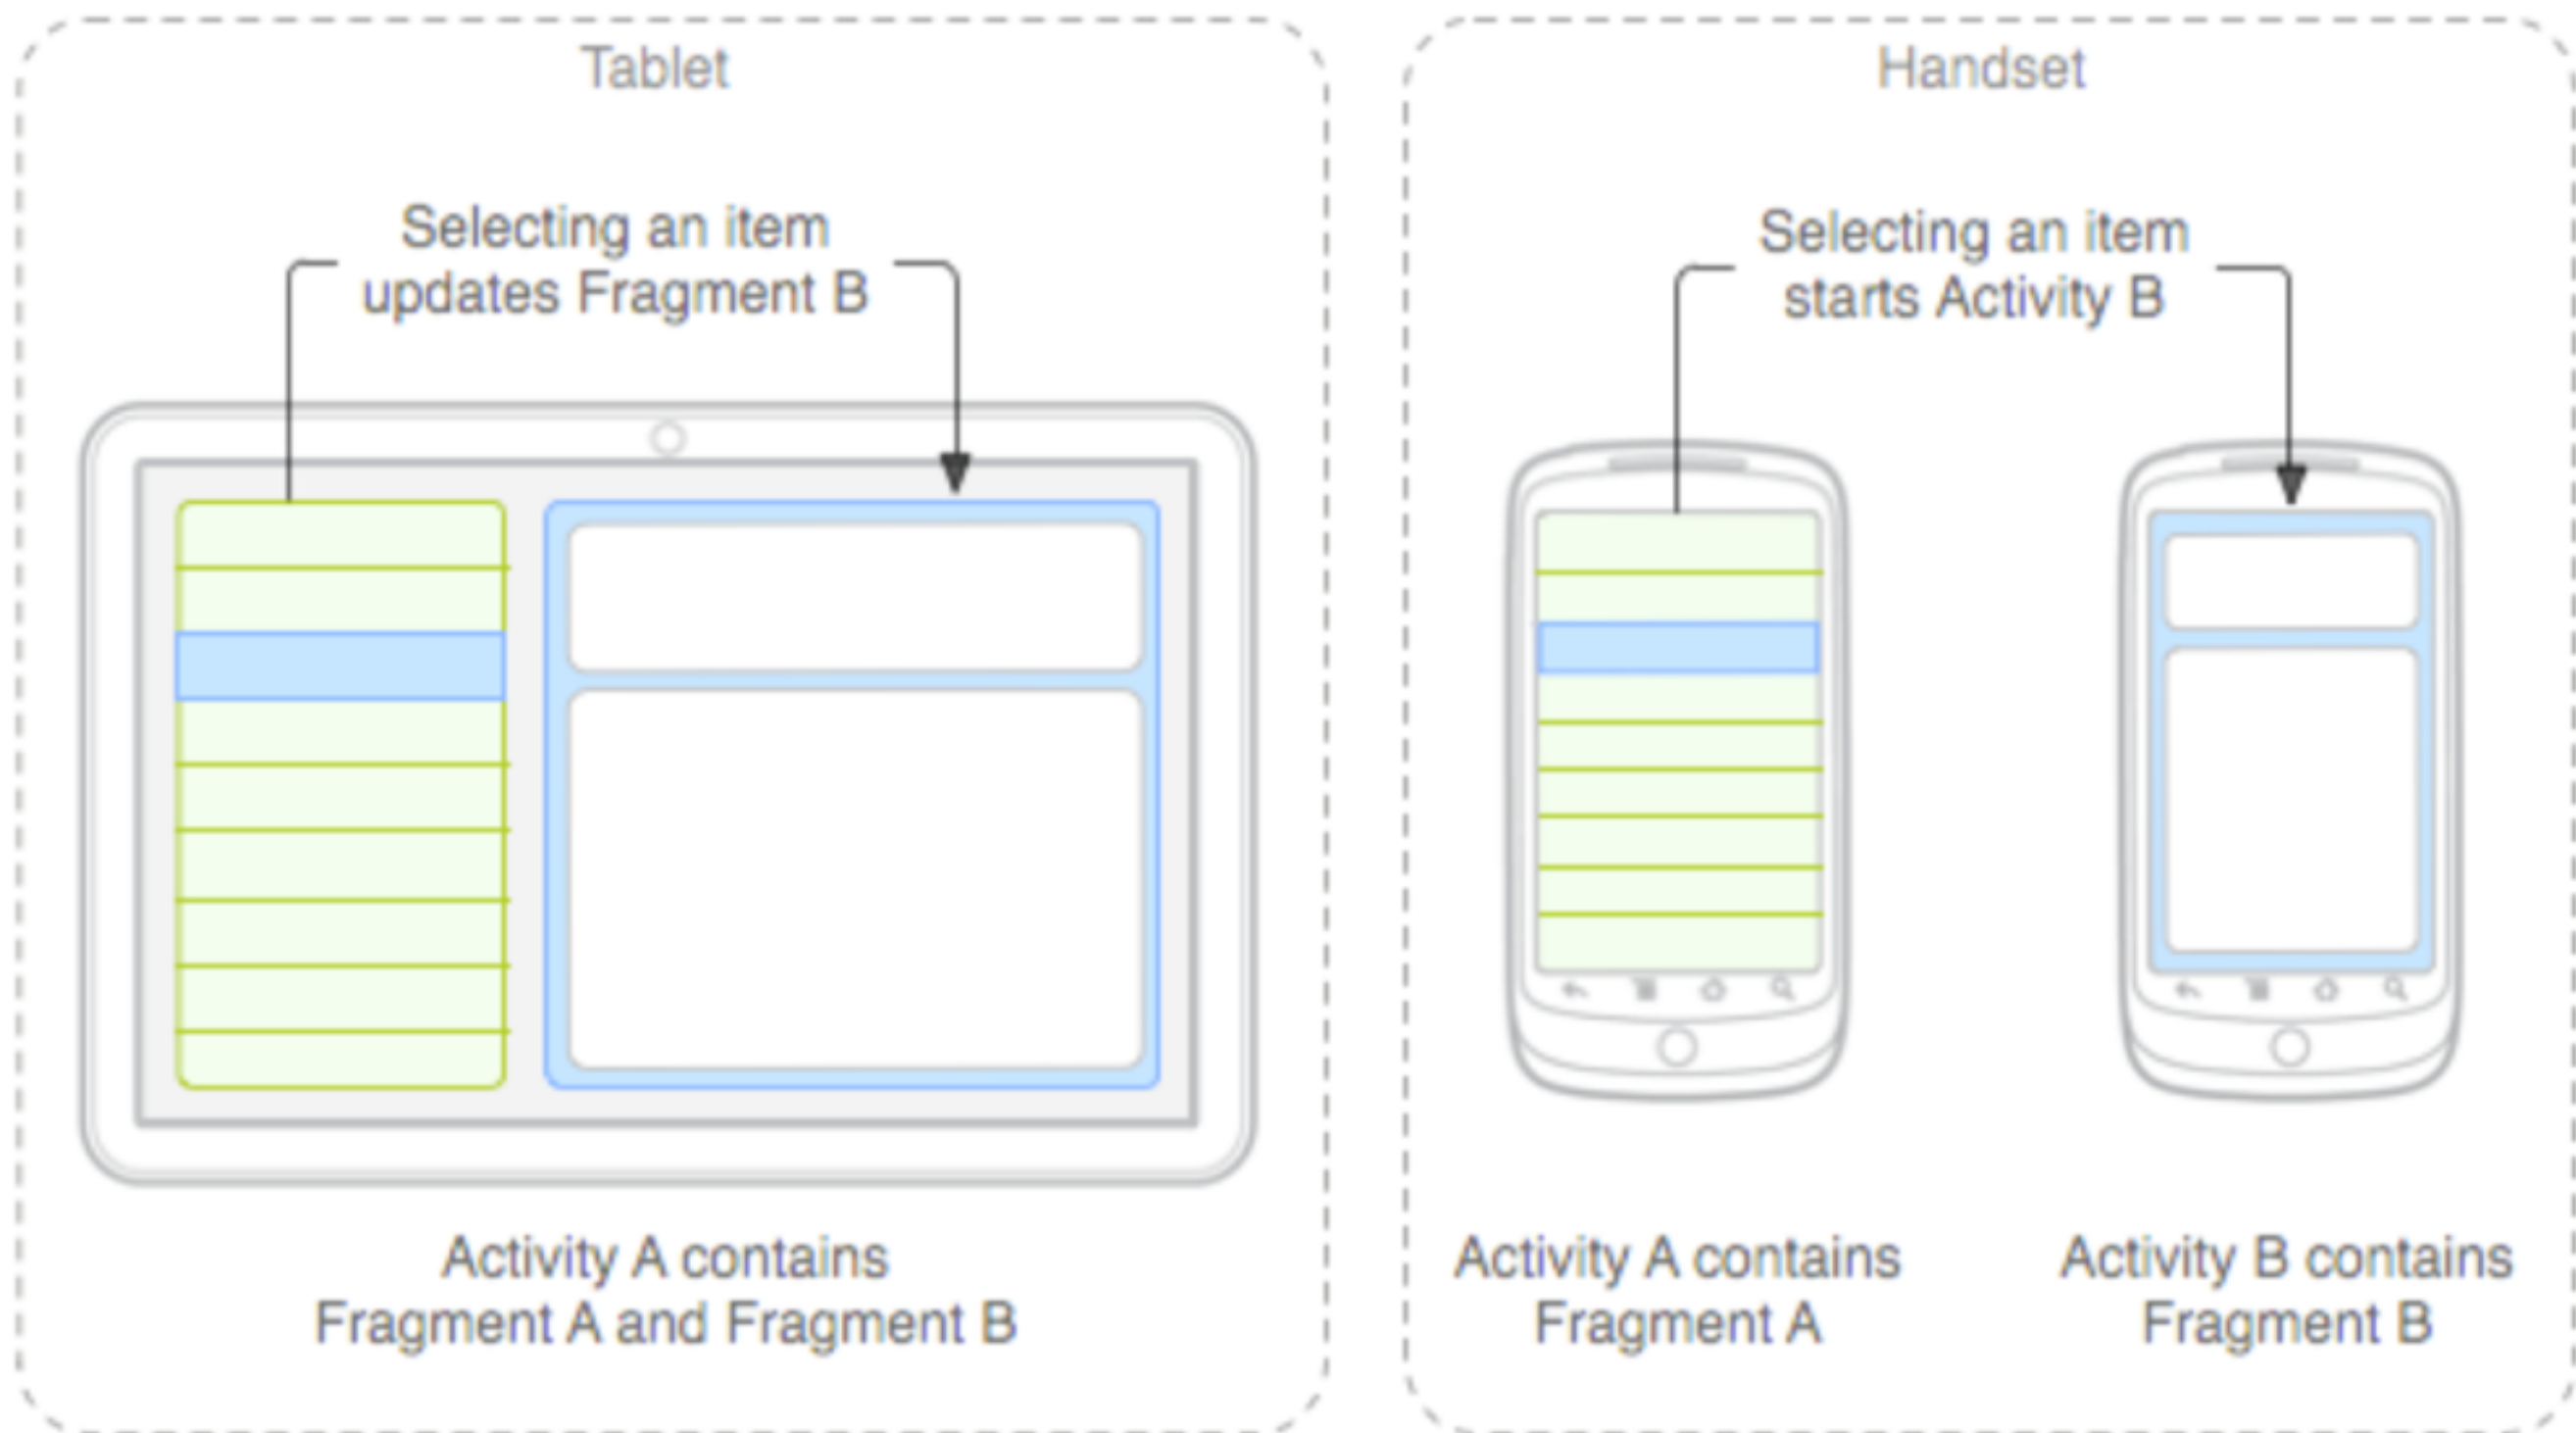 Tablet
Selecting an item
updates Fragment B
Activity A contains
Fragment A and Fragment B
Handset
Selecting an item
starts Activity B
Activity A contains
Fragment A
Activity B contains
Fragment B